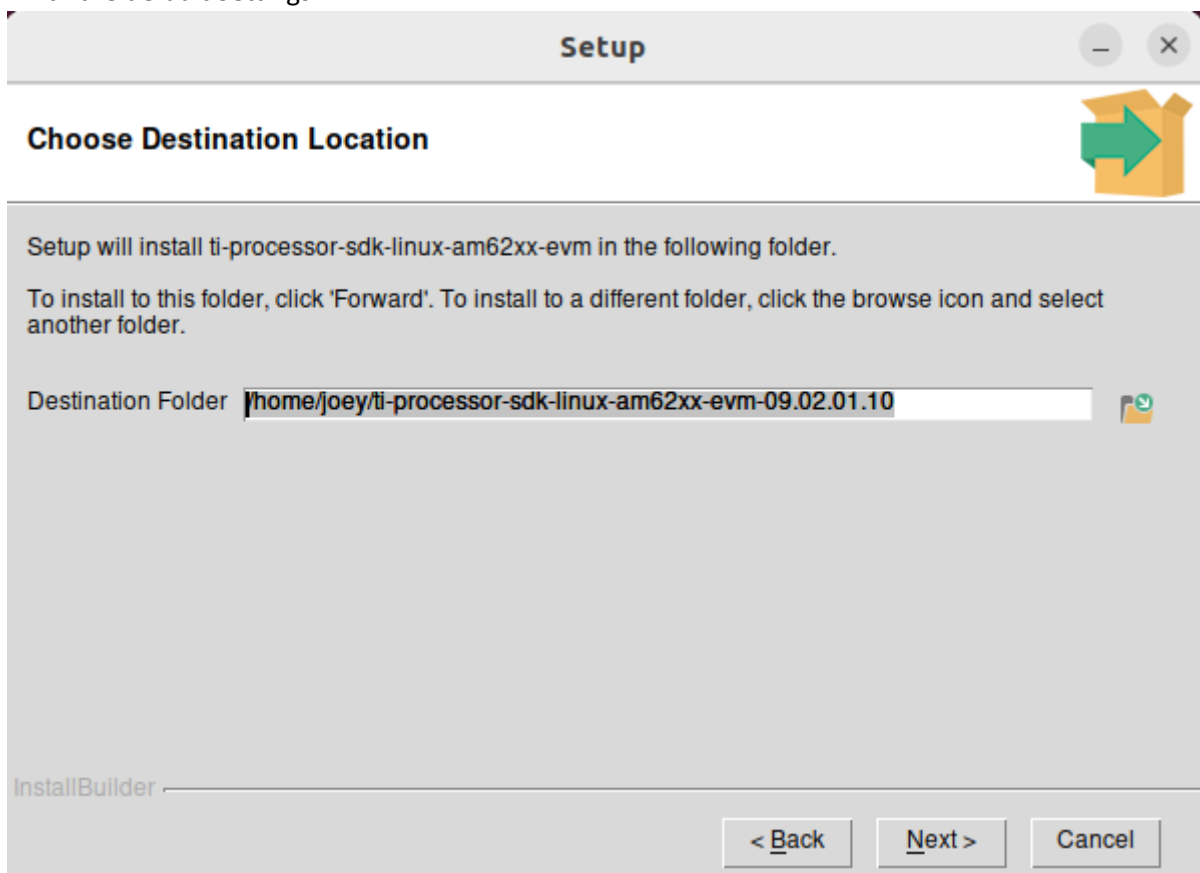 Setup
Choose Destination Location
Setup will install ti-processor-sdk-linux-am62xx-evm in the following folder.
To install to this folder, click 'Forward'. To install to a different folder, click the browse icon and select
another folder.
Destination Folder /home/joey/ti-processor-sdk-linux-am62xx-evm-09.02.01.10
InstallBuilder
< Back Next > Cancel